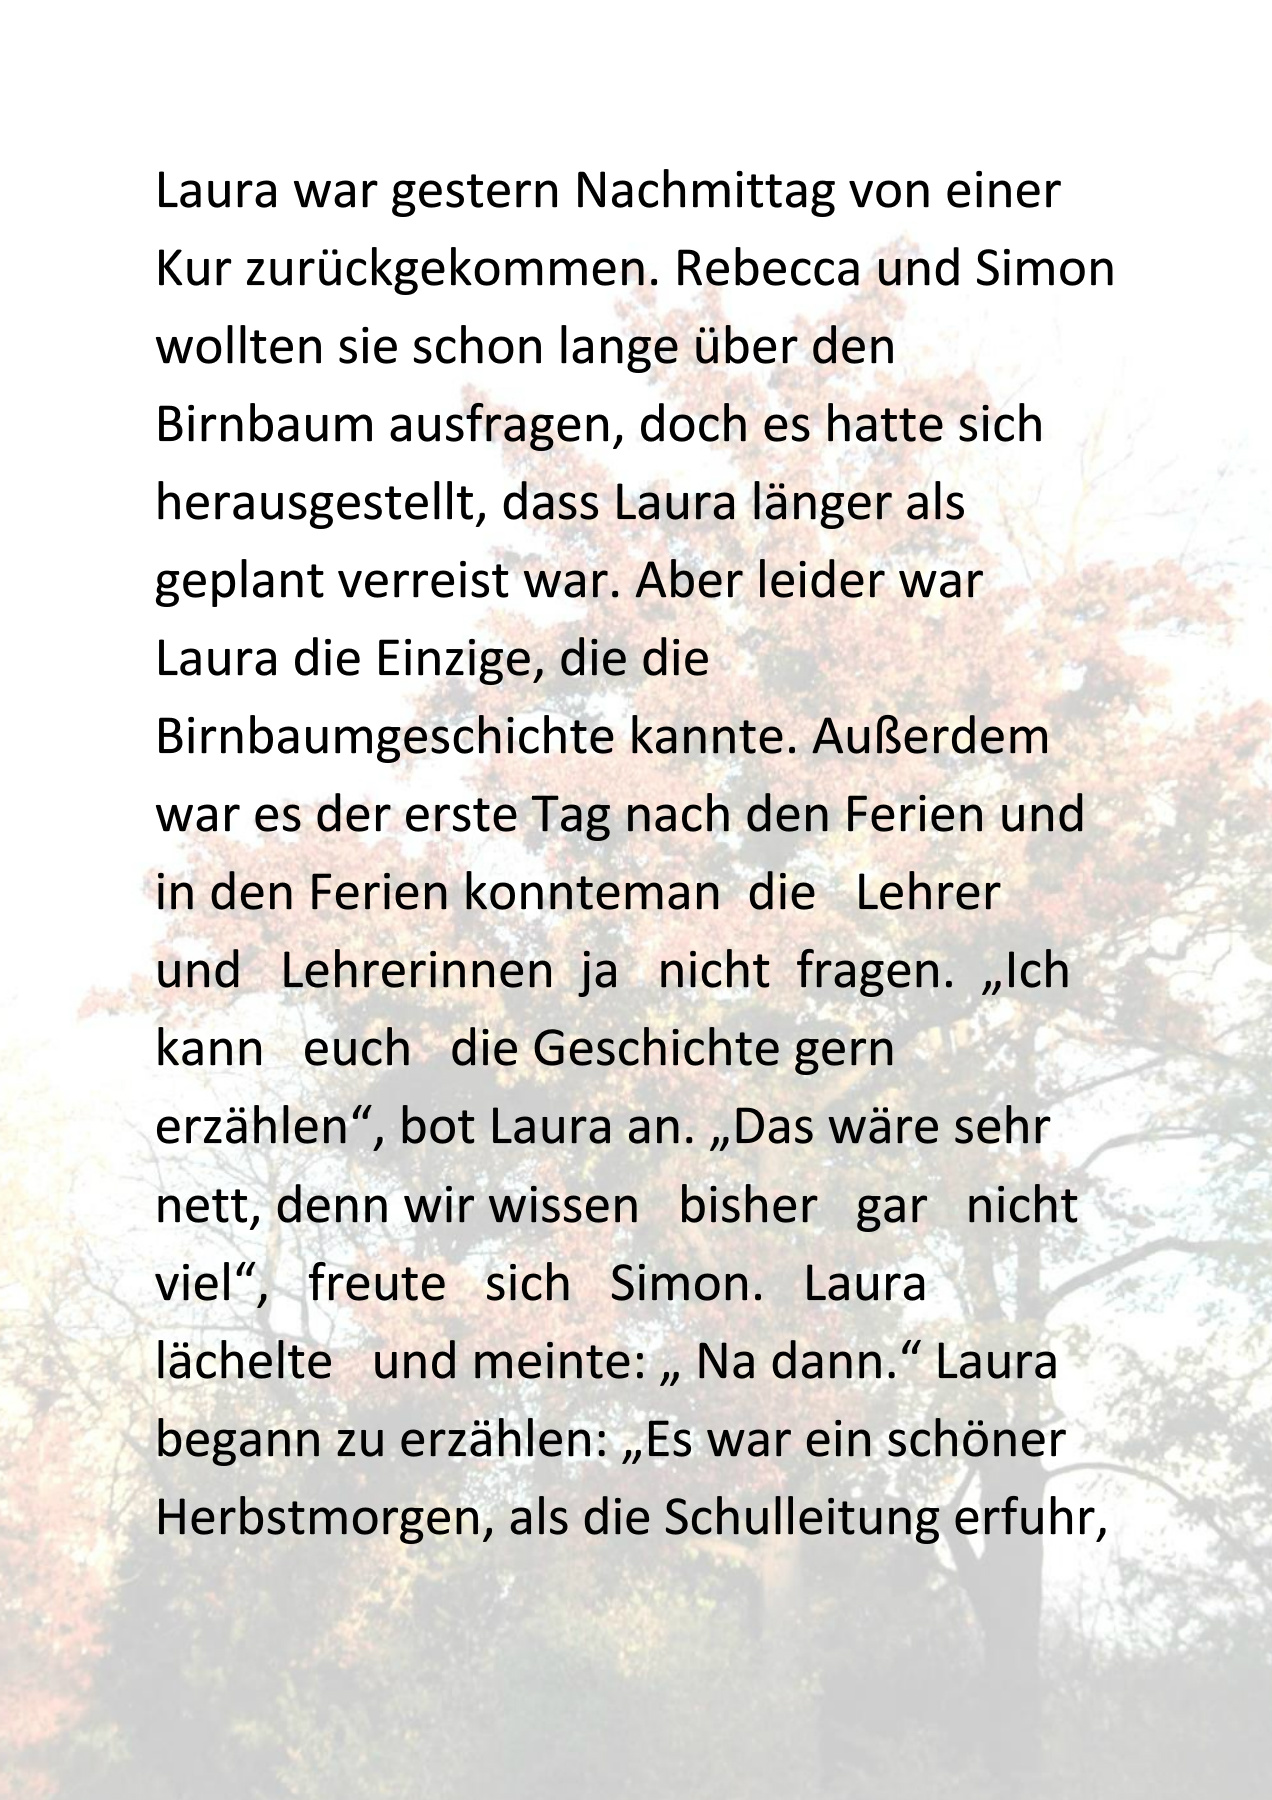 Laura war gestern Nachmittag von einer
Kur zurückgekommen. Rebecca und Simon
wollten sie schon lange über den
Birnbaum ausfragen, doch es hatte sich
herausgestellt, dass Laura länger als
geplant verreist war. Aber leider war
Laura die Einzige, die die
Birnbaumgeschichte kannte. Außerdem
war es der erste Tag nach den Ferien und
in den Ferien konnteman die Lehrer
und Lehrerinnen ja nicht fragen. „Ich
kann euch die Geschichte gern
erzählen“, bot Laura an. „Das wäre sehr
nett, denn wir wissen bisher gar nicht
viel“, freute sich Simon. Laura
lächelte und meinte: „ Na dann.“ Laura
begann zu erzählen: „Es war ein schöner
Herbstmorgen, als die Schulleitung erfuhr,